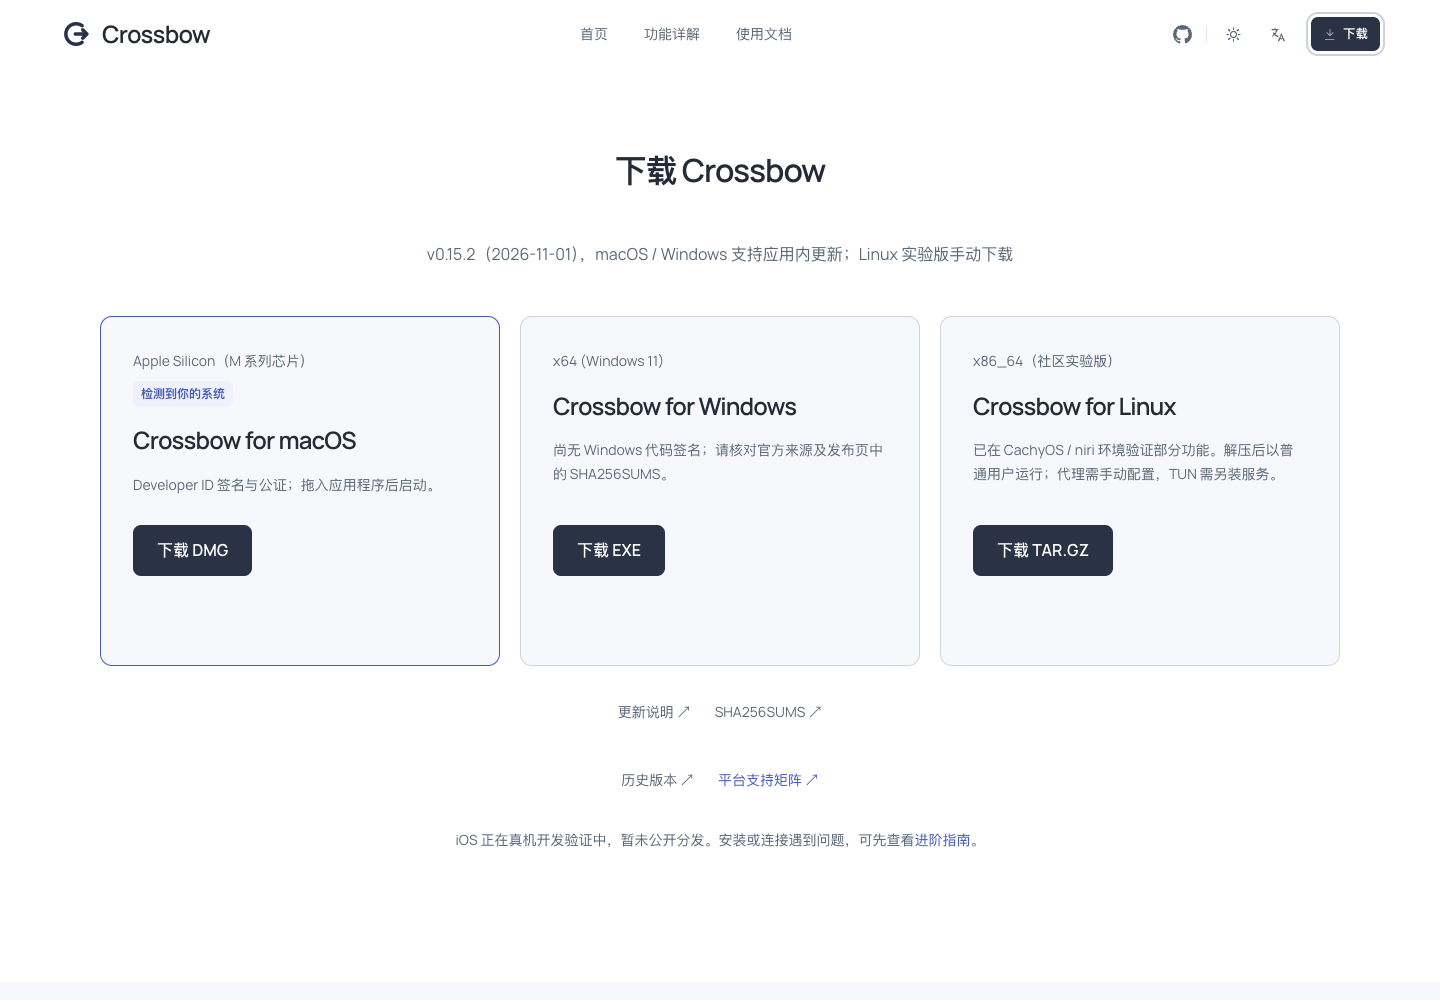 Crossbow
首页 功能详解 使用文档
下载
下载 Crossbow
v0.15.2（2026-11-01），macOS / Windows 支持应用内更新；Linux 实验版手动下载
Apple Silicon（M 系列芯片）
检测到你的系统
Crossbow for macOS
Developer ID 签名与公证；拖入应用程序后启动。
下载 DMG
x64 (Windows 11)
Crossbow for Windows
尚无 Windows 代码签名；请核对官方来源及发布页中
的 SHA256SUMS。
下载 EXE
x86_64（社区实验版）
Crossbow for Linux
已在 CachyOS / niri 环境验证部分功能。解压后以普
通用户运行；代理需手动配置，TUN 需另装服务。
下载 TAR.GZ
更新说明 ↗ SHA256SUMS ↗
历史版本 ↗ 平台支持矩阵 ↗
iOS 正在真机开发验证中，暂未公开分发。安装或连接遇到问题，可先查看进阶指南。